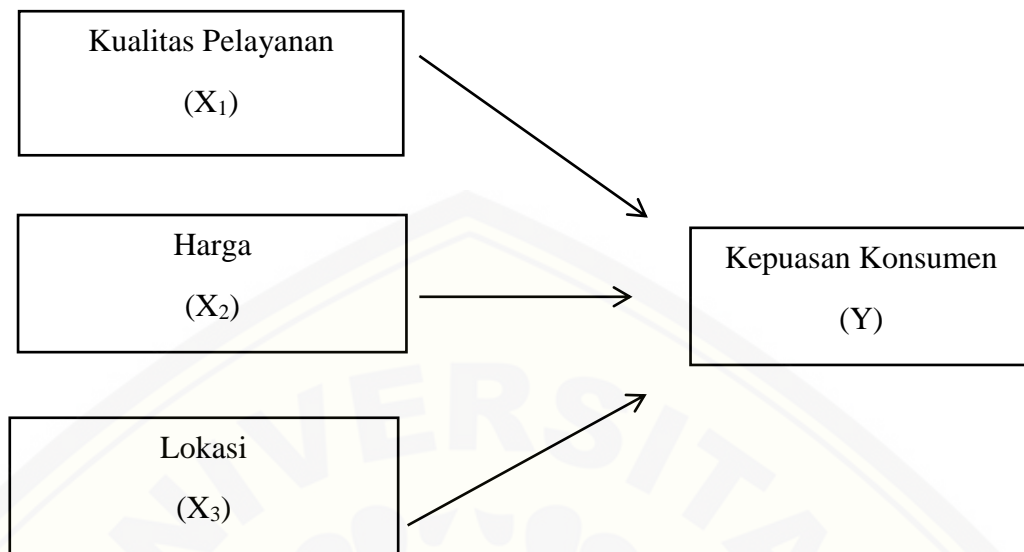 Kualitas Pelayanan
(X₁)
Harga
(X₂)
Kepuasan Konsumen
(Y)
Lokasi
(X₃)